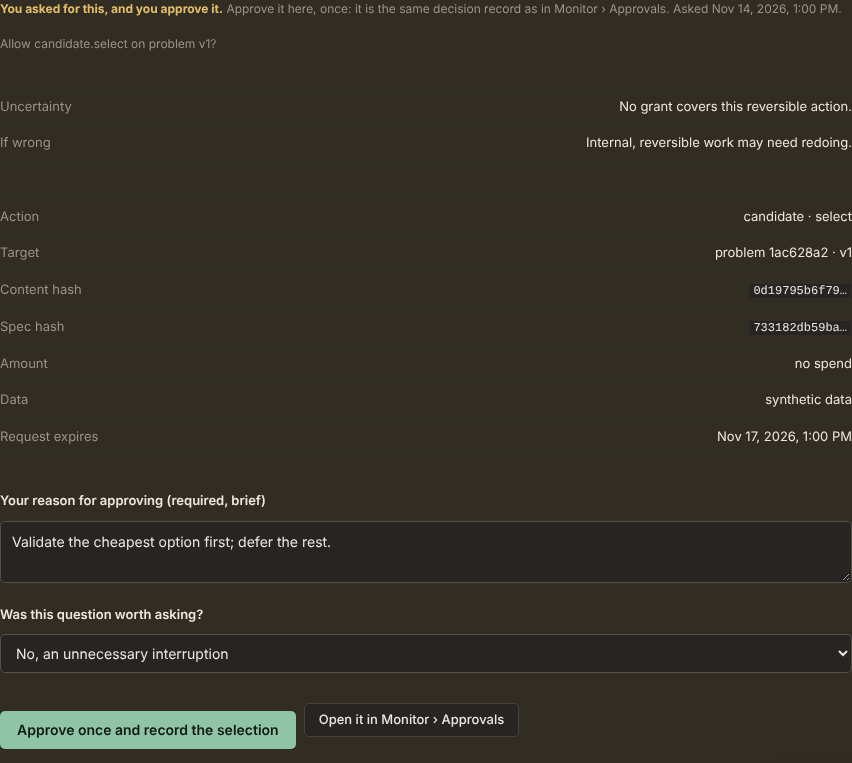 You asked for this, and you approve it. Approve it here, once: it is the same decision record as in Monitor › Approvals. Asked Nov 14, 2026, 1:00 PM.
Allow candidate.select on problem v1?
Uncertainty No grant covers this reversible action.
If wrong Internal, reversible work may need redoing.
Action candidate · select
Target problem 1ac628a2 · v1
Content hash 0d19795b6f79…
Spec hash 733182db59ba…
Amount no spend
Data synthetic data
Request expires Nov 17, 2026, 1:00 PM
Your reason for approving (required, brief)
Validate the cheapest option first; defer the rest.
Was this question worth asking?
No, an unnecessary interruption
Approve once and record the selection Open it in Monitor › Approvals